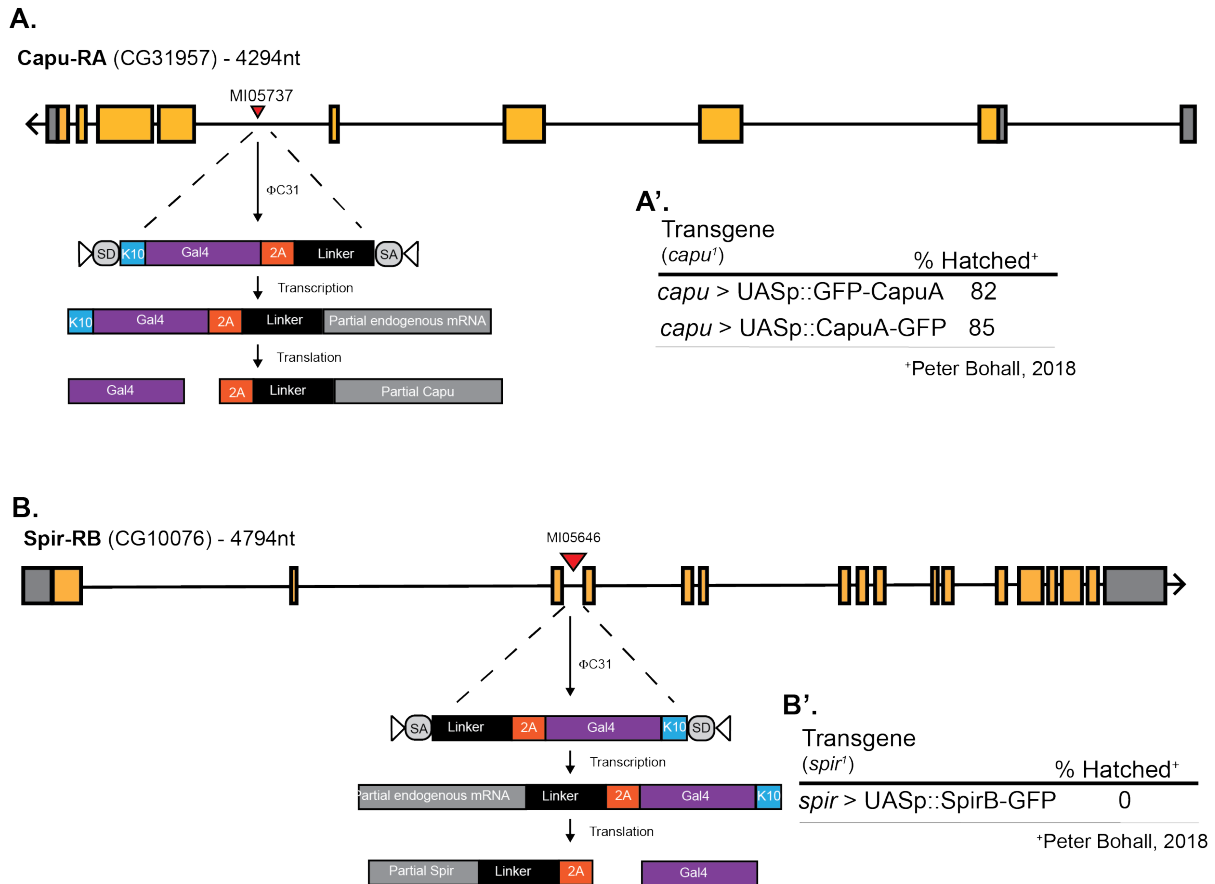 A.
Capu-RA (CG31957) - 4294nt
MI05737
ΦC31
SD K10 Gal4 2A Linker SA
Transcription
K10 Gal4 2A Linker Partial endogenous mRNA
Translation
Gal4 2A Linker Partial Capu
A’.
Transgene
(capu¹) % Hatched⁺
capu > UASp::GFP-CapuA 82
capu > UASp::CapuA-GFP 85
⁺Peter Bohall, 2018
B.
Spir-RB (CG10076) - 4794nt
MI05646
ΦC31
SA Linker 2A Gal4 K10 SD
Transcription
Partial endogenous mRNA Linker 2A Gal4 K10
Translation
Partial Spir Linker 2A Gal4
B’.
Transgene
(spir¹) % Hatched⁺
spir > UASp::SpirB-GFP 0
⁺Peter Bohall, 2018